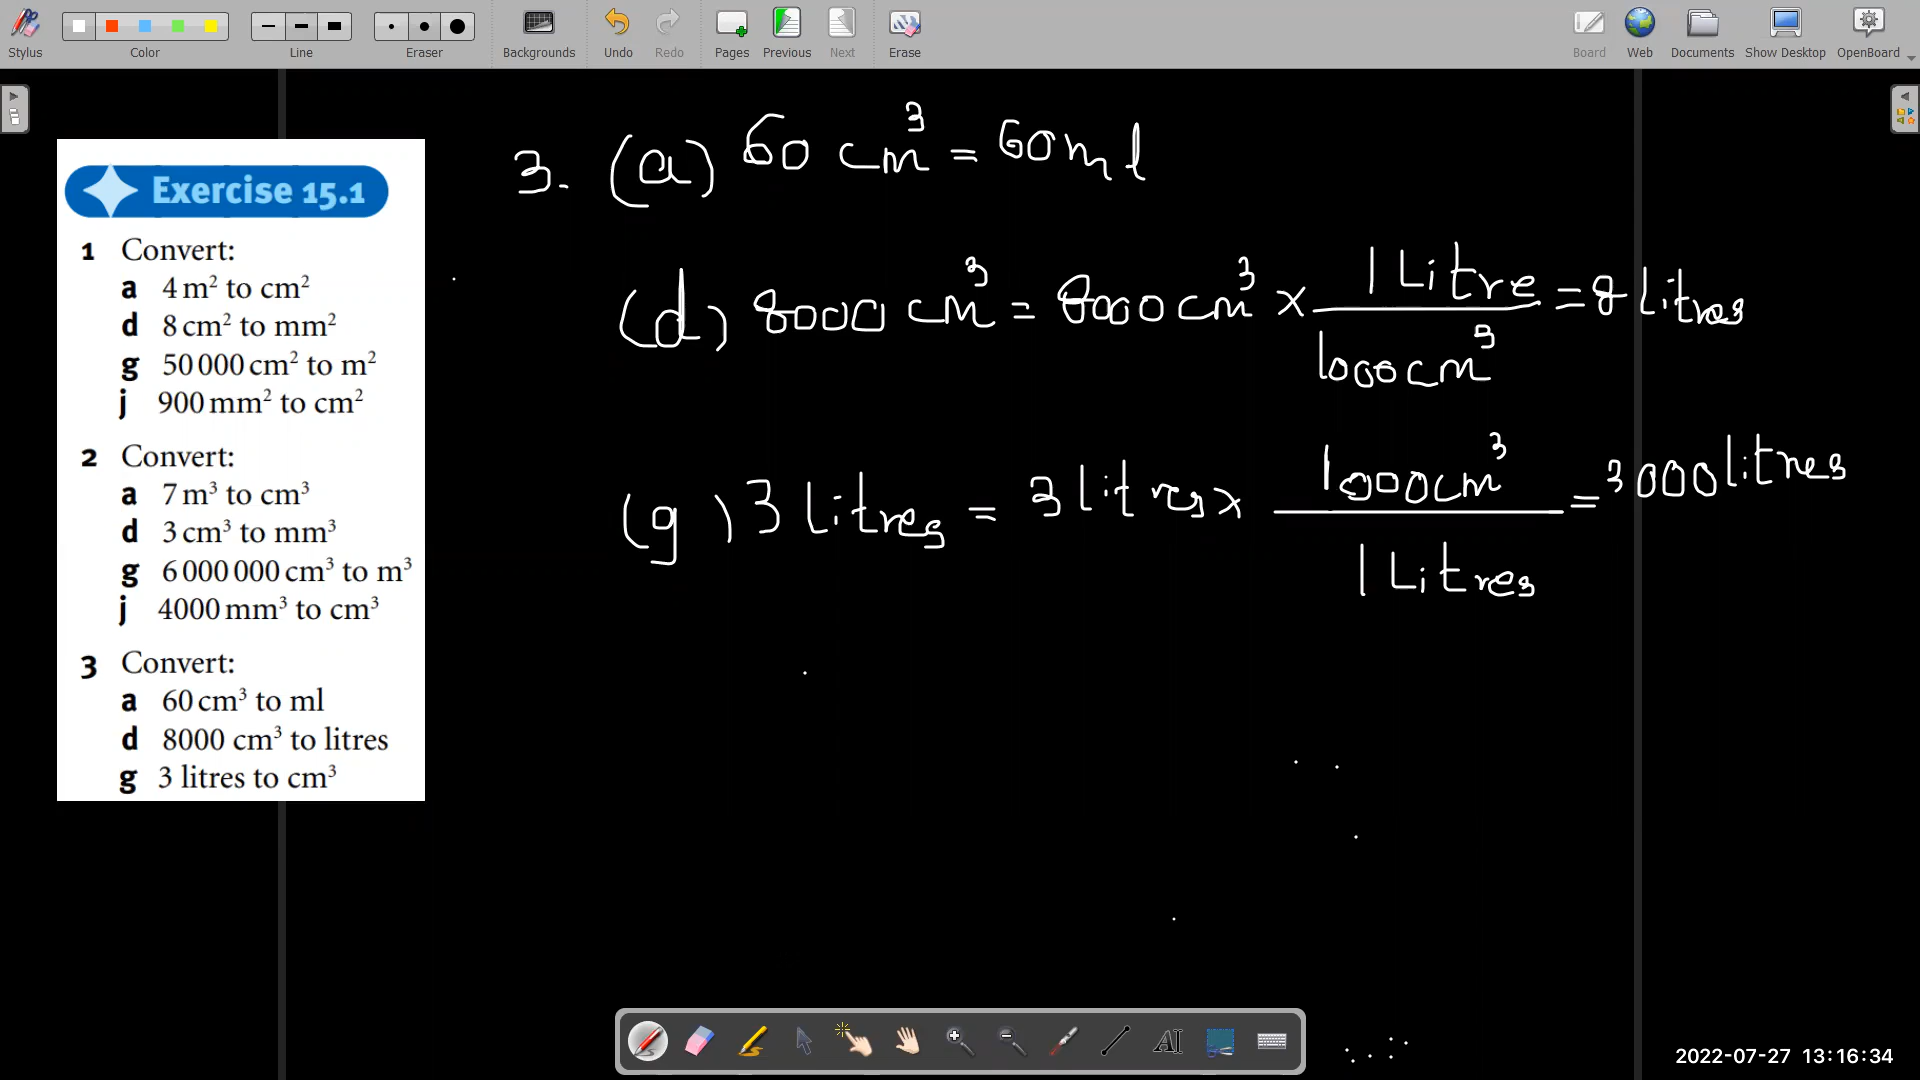 Stylus Color Line Eraser Backgrounds Undo Redo Pages Previous Next Erase Board Web Documents Show Desktop OpenBoard
Exercise 15.1
1 Convert:
a 4 m² to cm²
d 8 cm² to mm²
g 50 000 cm² to m²
j 900 mm² to cm²
2 Convert:
a 7 m³ to cm³
d 3 cm³ to mm³
g 6 000 000 cm³ to m³
j 4000 mm³ to cm³
3 Convert:
a 60 cm³ to ml
d 8000 cm³ to litres
g 3 litres to cm³
3. (a) 60 cm³ = 60 ml
(d) 8000 cm³ = 8000 cm³ × 1 Litre / 1000 cm³ = 8 litres
(g) 3 litres = 3 litres × 1000 cm³ / 1 Litres = 3000 litres
AI
2022-07-27 13:16:34